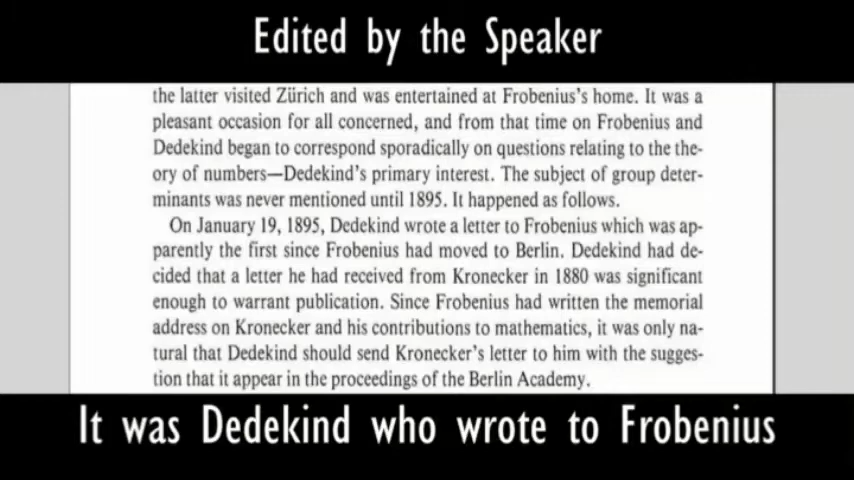 Edited by the Speaker
the latter visited Zürich and was entertained at Frobenius's home. It was a
pleasant occasion for all concerned, and from that time on Frobenius and
Dedekind began to correspond sporadically on questions relating to the the-
ory of numbers—Dedekind's primary interest. The subject of group deter-
minants was never mentioned until 1895. It happened as follows.
On January 19, 1895, Dedekind wrote a letter to Frobenius which was ap-
parently the first since Frobenius had moved to Berlin. Dedekind had de-
cided that a letter he had received from Kronecker in 1880 was significant
enough to warrant publication. Since Frobenius had written the memorial
address on Kronecker and his contributions to mathematics, it was only na-
tural that Dedekind should send Kronecker's letter to him with the sugges-
tion that it appear in the proceedings of the Berlin Academy.
It was Dedekind who wrote to Frobenius